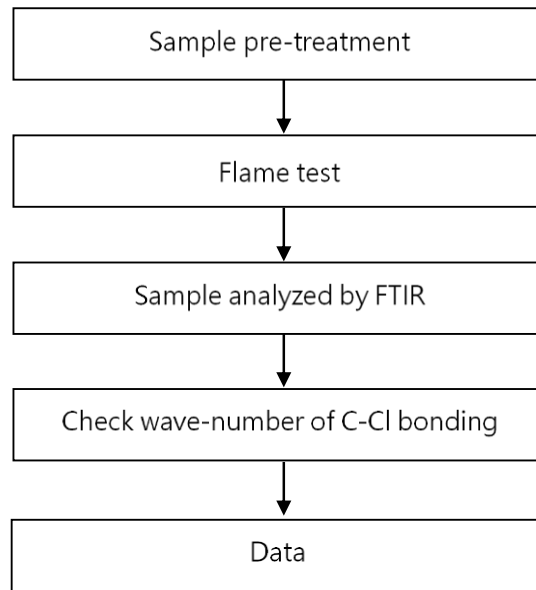 Sample pre-treatment
Flame test
Sample analyzed by FTIR
Check wave-number of C-Cl bonding
Data